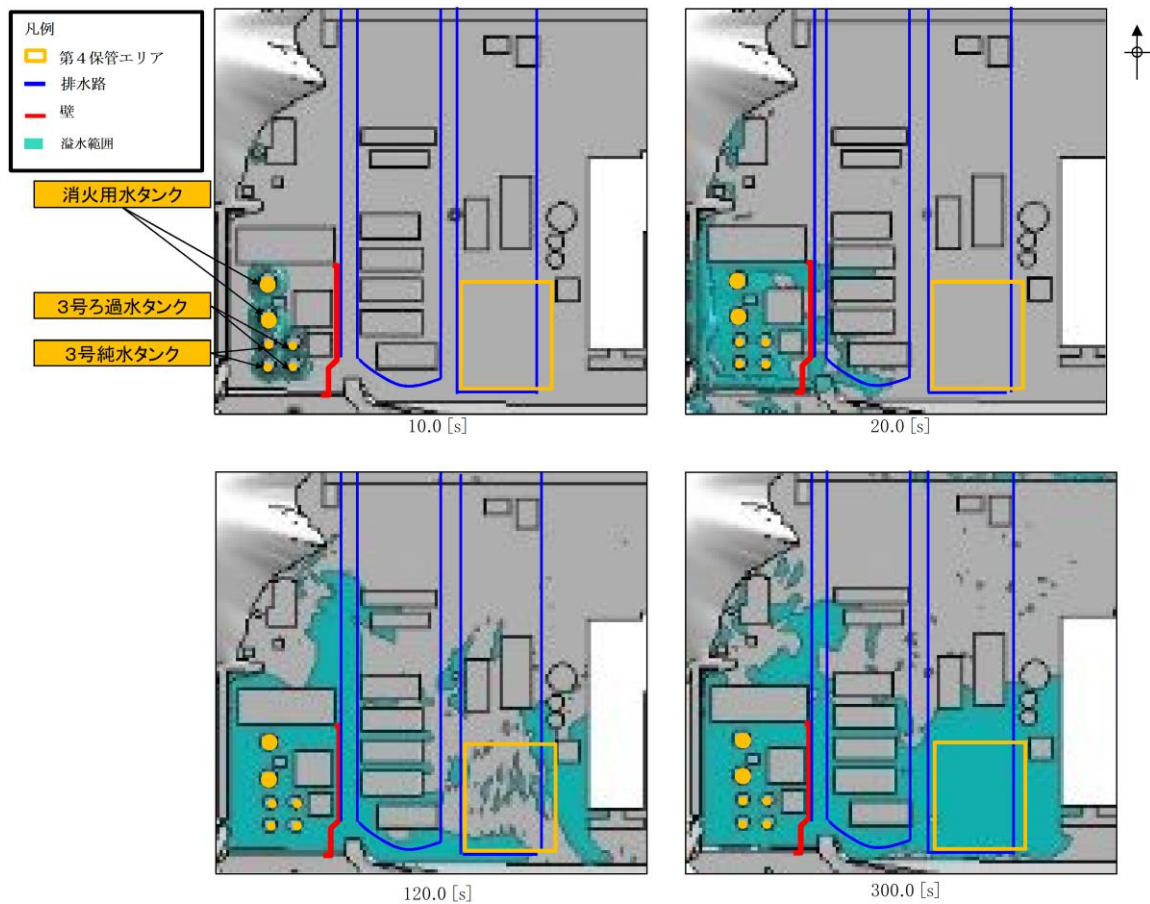 凡例
第４保管エリア
排水路
壁
溢水範囲
消火用水タンク
３号ろ過水タンク
３号純水タンク
10.0 [s]
20.0 [s]
120.0 [s]
300.0 [s]